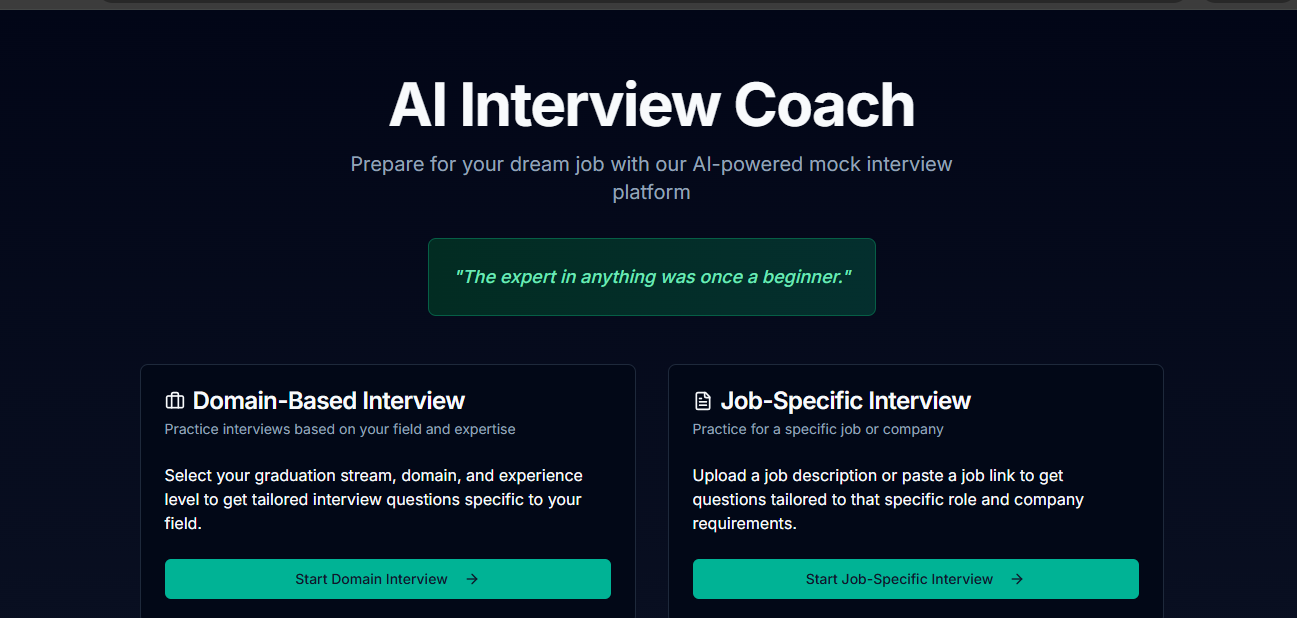 AI Interview Coach
Prepare for your dream job with our AI-powered mock interview
platform
"The expert in anything was once a beginner."
Domain-Based Interview
Practice interviews based on your field and expertise
Select your graduation stream, domain, and experience
level to get tailored interview questions specific to your
field.
Start Domain Interview →
Job-Specific Interview
Practice for a specific job or company
Upload a job description or paste a job link to get
questions tailored to that specific role and company
requirements.
Start Job-Specific Interview →